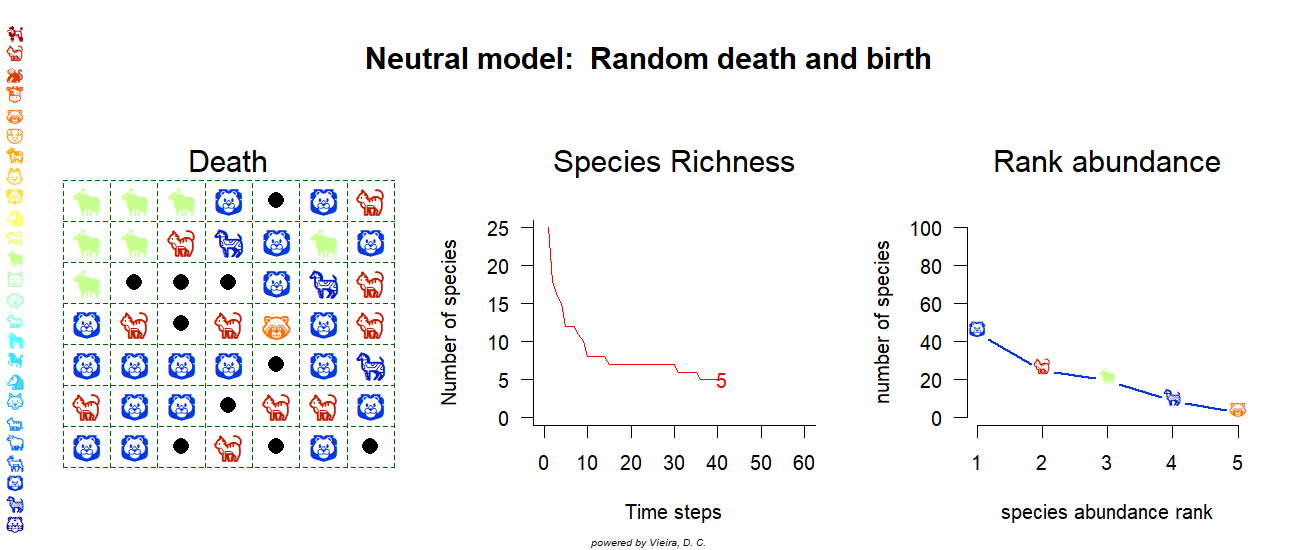 Neutral model: Random death and birth
Death
Species Richness
Rank abundance
Number of species
25
20
15
10
5
0
5
0 10 20 30 40 50 60
Time steps
number of species
100
80
60
40
20
0
1 2 3 4 5
species abundance rank
powered by Vieira, D. C.